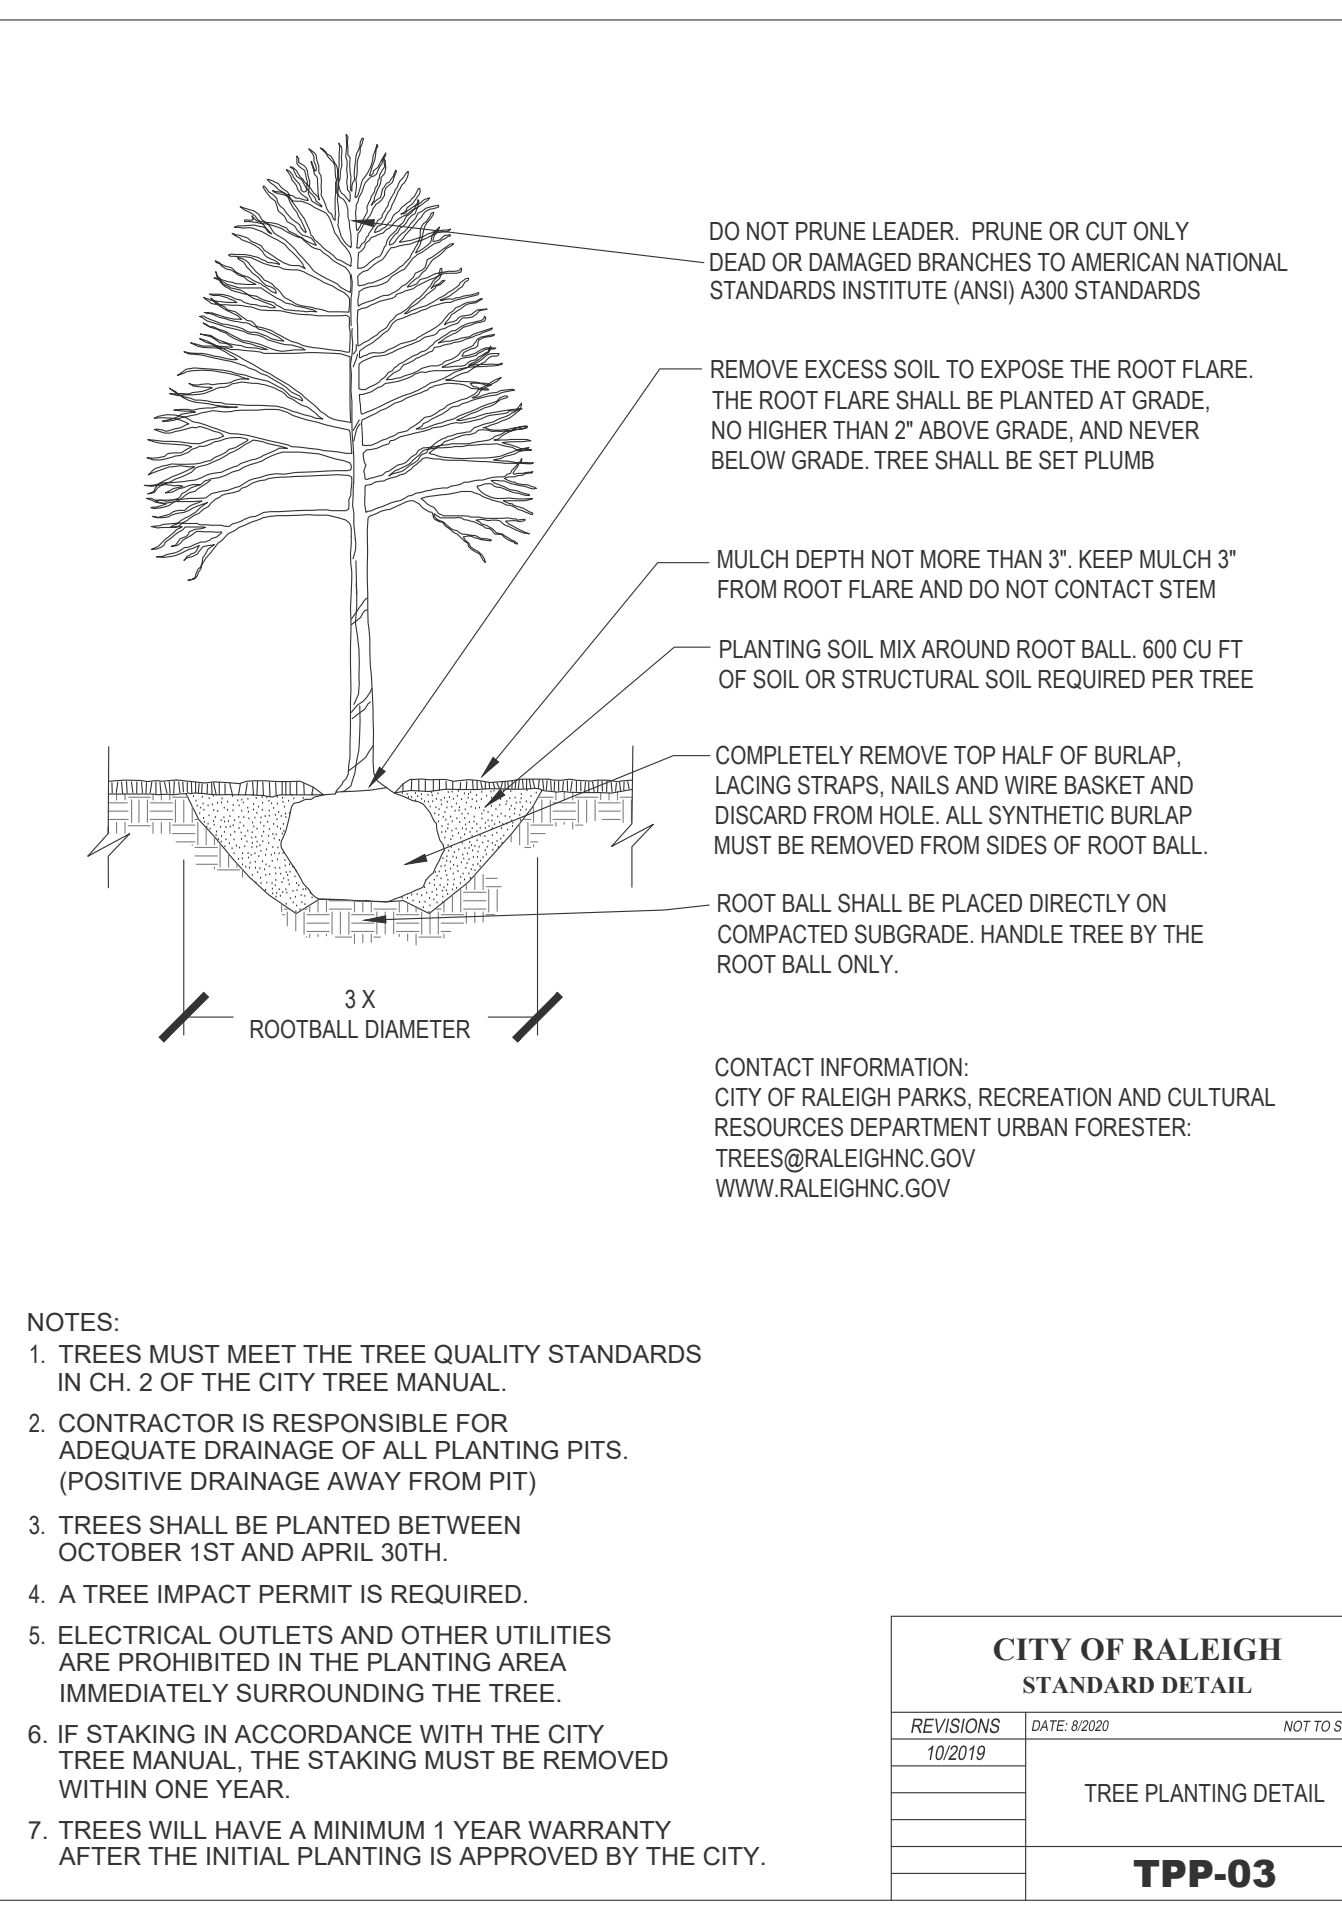 DO NOT PRUNE LEADER. PRUNE OR CUT ONLY
DEAD OR DAMAGED BRANCHES TO AMERICAN NATIONAL
STANDARDS INSTITUTE (ANSI) A300 STANDARDS
REMOVE EXCESS SOIL TO EXPOSE THE ROOT FLARE.
THE ROOT FLARE SHALL BE PLANTED AT GRADE,
NO HIGHER THAN 2" ABOVE GRADE, AND NEVER
BELOW GRADE. TREE SHALL BE SET PLUMB
MULCH DEPTH NOT MORE THAN 3". KEEP MULCH 3"
FROM ROOT FLARE AND DO NOT CONTACT STEM
PLANTING SOIL MIX AROUND ROOT BALL. 600 CU FT
OF SOIL OR STRUCTURAL SOIL REQUIRED PER TREE
COMPLETELY REMOVE TOP HALF OF BURLAP,
LACING STRAPS, NAILS AND WIRE BASKET AND
DISCARD FROM HOLE. ALL SYNTHETIC BURLAP
MUST BE REMOVED FROM SIDES OF ROOT BALL.
ROOT BALL SHALL BE PLACED DIRECTLY ON
COMPACTED SUBGRADE. HANDLE TREE BY THE
ROOT BALL ONLY.
3 X
ROOTBALL DIAMETER
CONTACT INFORMATION:
CITY OF RALEIGH PARKS, RECREATION AND CULTURAL
RESOURCES DEPARTMENT URBAN FORESTER:
TREES@RALEIGHNC.GOV
WWW.RALEIGHNC.GOV
NOTES:
1. TREES MUST MEET THE TREE QUALITY STANDARDS
IN CH. 2 OF THE CITY TREE MANUAL.
2. CONTRACTOR IS RESPONSIBLE FOR
ADEQUATE DRAINAGE OF ALL PLANTING PITS.
(POSITIVE DRAINAGE AWAY FROM PIT)
3. TREES SHALL BE PLANTED BETWEEN
OCTOBER 1ST AND APRIL 30TH.
4. A TREE IMPACT PERMIT IS REQUIRED.
5. ELECTRICAL OUTLETS AND OTHER UTILITIES
ARE PROHIBITED IN THE PLANTING AREA
IMMEDIATELY SURROUNDING THE TREE.
6. IF STAKING IN ACCORDANCE WITH THE CITY
TREE MANUAL, THE STAKING MUST BE REMOVED
WITHIN ONE YEAR.
7. TREES WILL HAVE A MINIMUM 1 YEAR WARRANTY
AFTER THE INITIAL PLANTING IS APPROVED BY THE CITY.
CITY OF RALEIGH
STANDARD DETAIL
REVISIONS
DATE: 8/2020
NOT TO S
10/2019
TREE PLANTING DETAIL
TPP-03